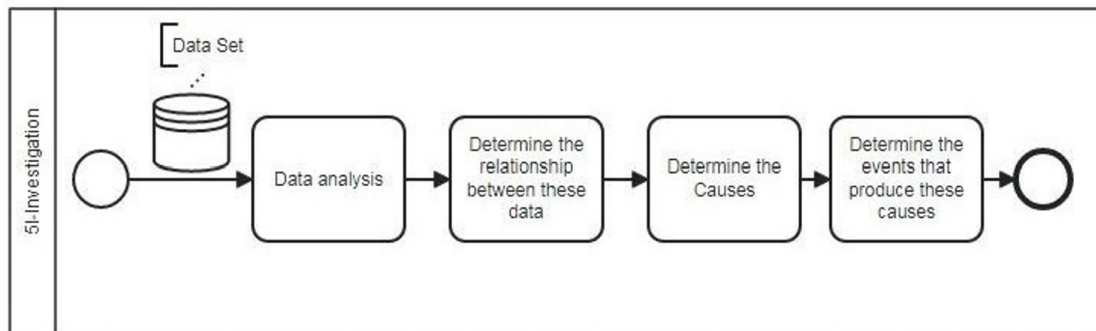 5I-Investigation
Data Set
Data analysis
Determine the
relationship
between these
data
Determine the
Causes
Determine the
events that
produce these
causes